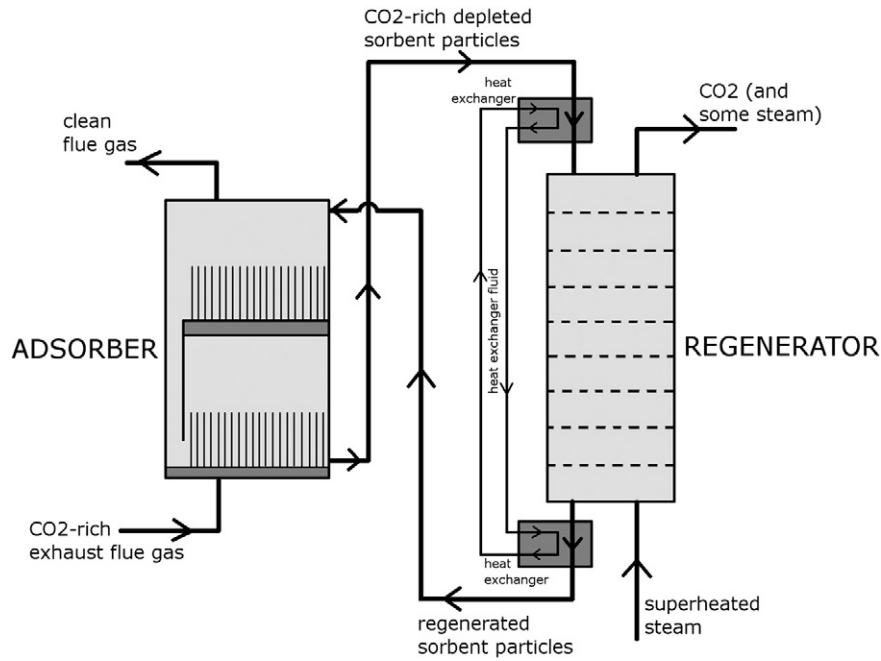 CO2-rich depleted
sorbent particles
heat
exchanger
CO2 (and
some steam)
clean
flue gas
heat exchanger fluid
ADSORBER
REGENERATOR
CO2-rich
exhaust flue gas
heat
exchanger
superheated
steam
regenerated
sorbent particles